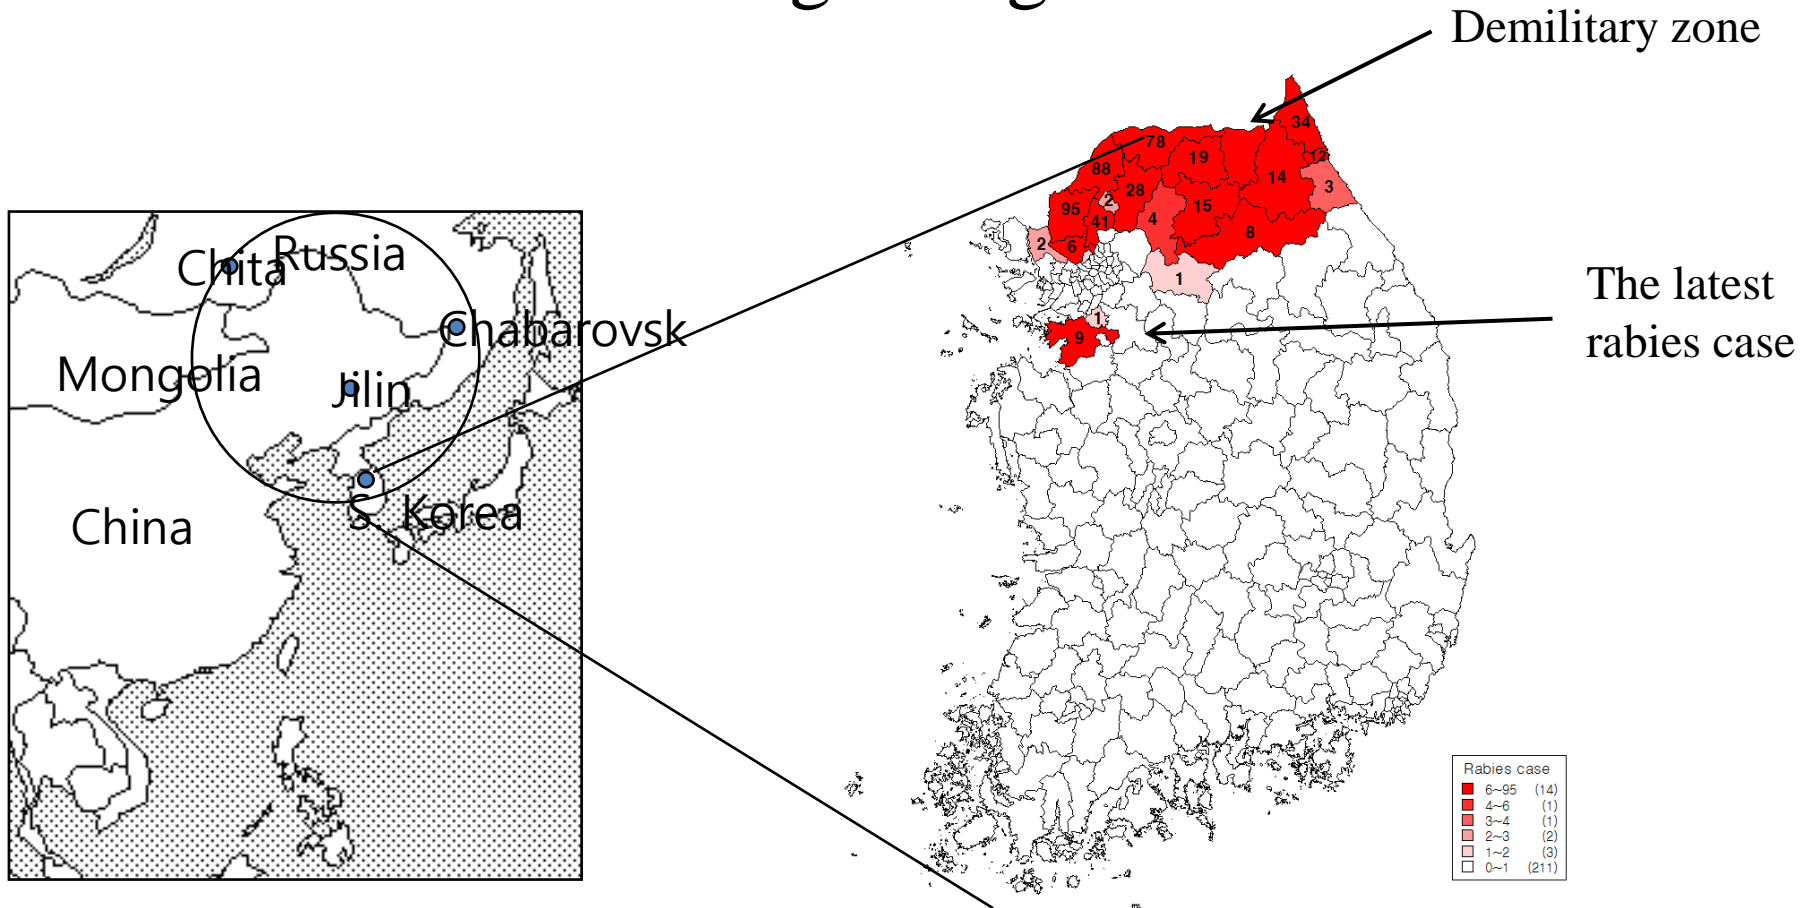 Demilitary zone
The latest
rabies case
Russia
Chita
Chabarovsk
Mongolia
Jilin
S. Korea
China
34
78
12
19
88
14
3
28
2
15
95
4
41
8
2
6
1
1
9
Rabies case
6~95 (14)
4~6 (1)
3~4 (1)
2~3 (2)
1~2 (3)
0~1 (211)